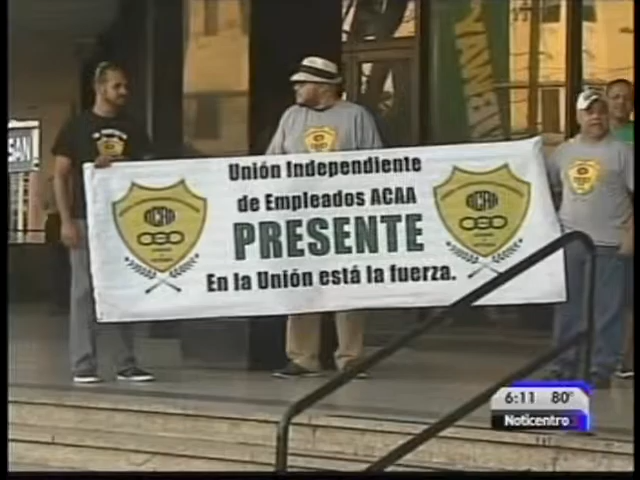 Unión Independiente
de Empleados ACAA
PRESENTE
En la Unión está la fuerza.
6:11 80°
Noticentro